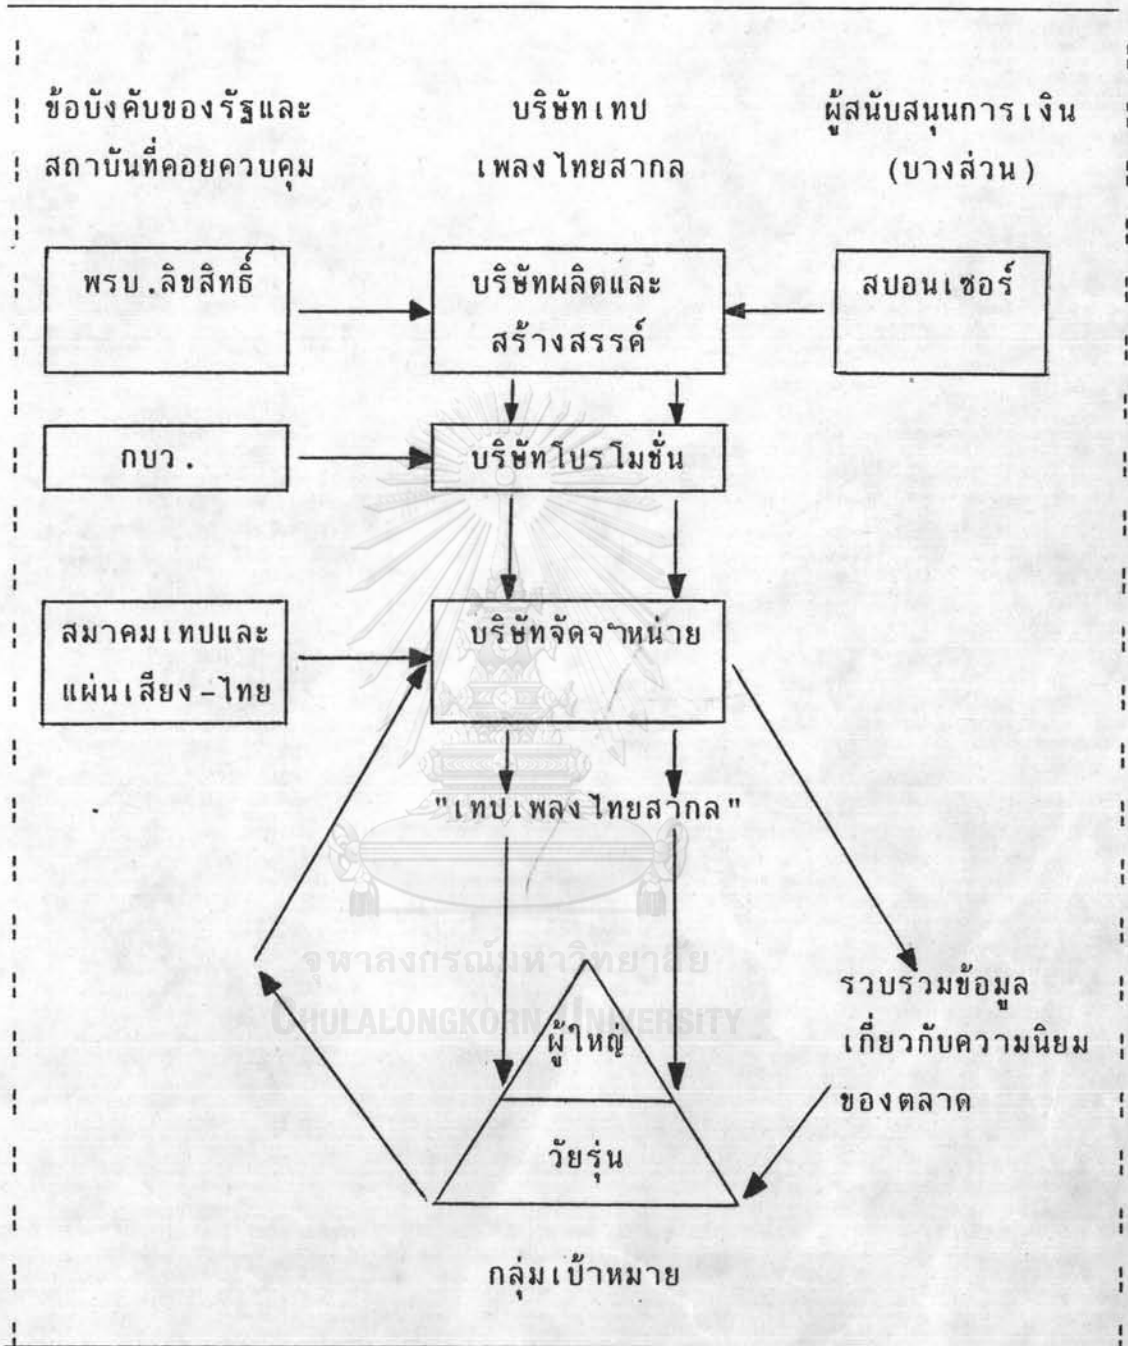 ข้อบังคับของรัฐและ
สถาบันที่คอยควบคุม
บริษัทเทป
เพลงไทยสากล
ผู้สนับสนุนการเงิน
(บางส่วน)
พรบ.ลิขสิทธิ์
บริษัทผลิตและ
สร้างสรรค์
สปอนเซอร์
กบว.
บริษัทโปรโมชั่น
สมาคมเทปและ
แผ่นเสียง-ไทย
บริษัทจัดจำหน่าย
"เทปเพลงไทยสากล"
จุฬาลงกรณ์มหาวิทยาลัย
CHULALONGKORN UNIVERSITY
รวบรวมข้อมูล
เกี่ยวกับความนิยม
ของตลาด
ผู้ใหญ่
วัยรุ่น
กลุ่มเป้าหมาย